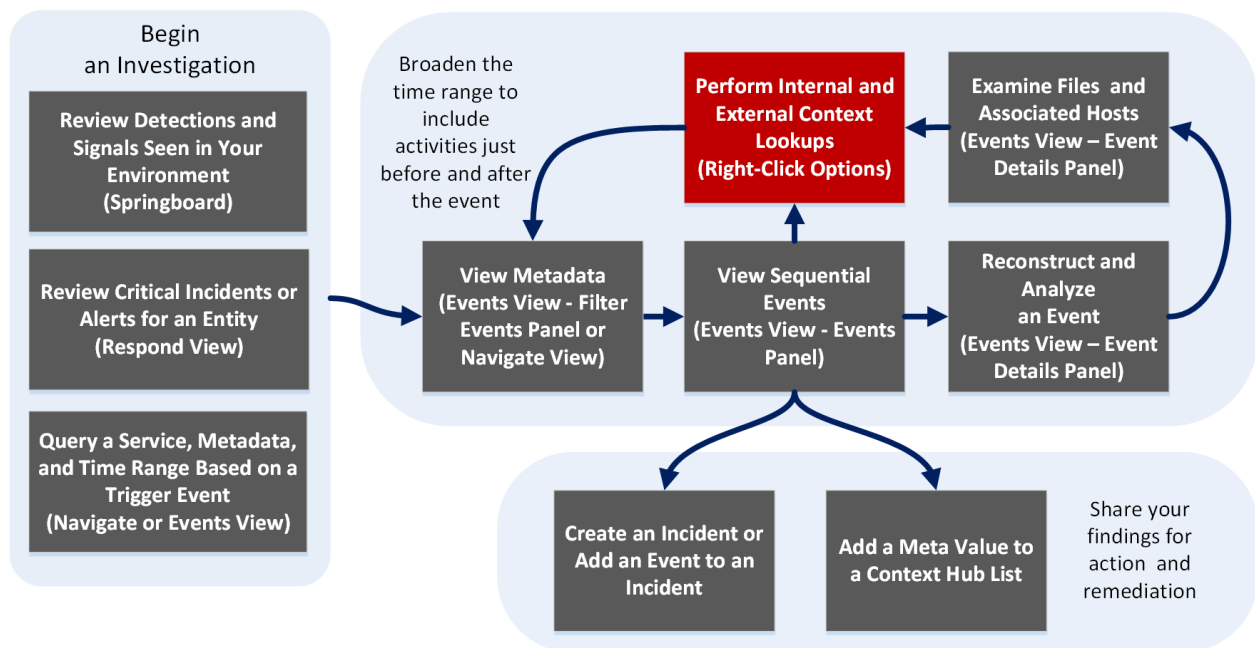 Begin
an Investigation
Review Detections and
Signals Seen in Your
Environment
(Springboard)
Review Critical Incidents or
Alerts for an Entity
(Respond View)
Query a Service, Metadata,
and Time Range Based on a
Trigger Event
(Navigate or Events View)
Broaden the
time range to
include
activities just
before and after
the event
Perform Internal and
External Context
Lookups
(Right-Click Options)
Examine Files and
Associated Hosts
(Events View – Event
Details Panel)
View Metadata
(Events View - Filter
Events Panel or
Navigate View)
View Sequential
Events
(Events View - Events
Panel)
Reconstruct and
Analyze
an Event
(Events View – Event
Details Panel)
Create an Incident or
Add an Event to an
Incident
Add a Meta Value to
a Context Hub List
Share your
findings for
action and
remediation